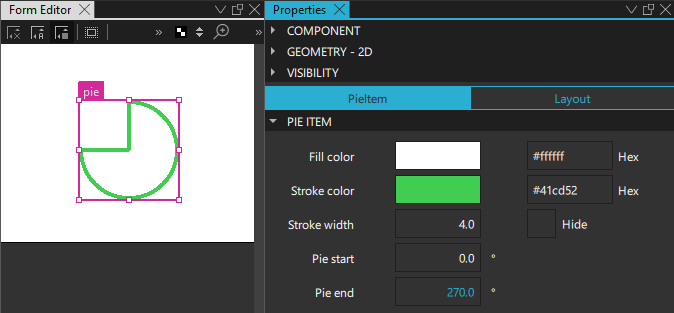 Form Editor
Properties
COMPONENT
GEOMETRY - 2D
VISIBILITY
pie
PieItem Layout
PIE ITEM
Fill color #ffffff Hex
Stroke color #41cd52 Hex
Stroke width 4.0 Hide
Pie start 0.0 °
Pie end 270.0 °